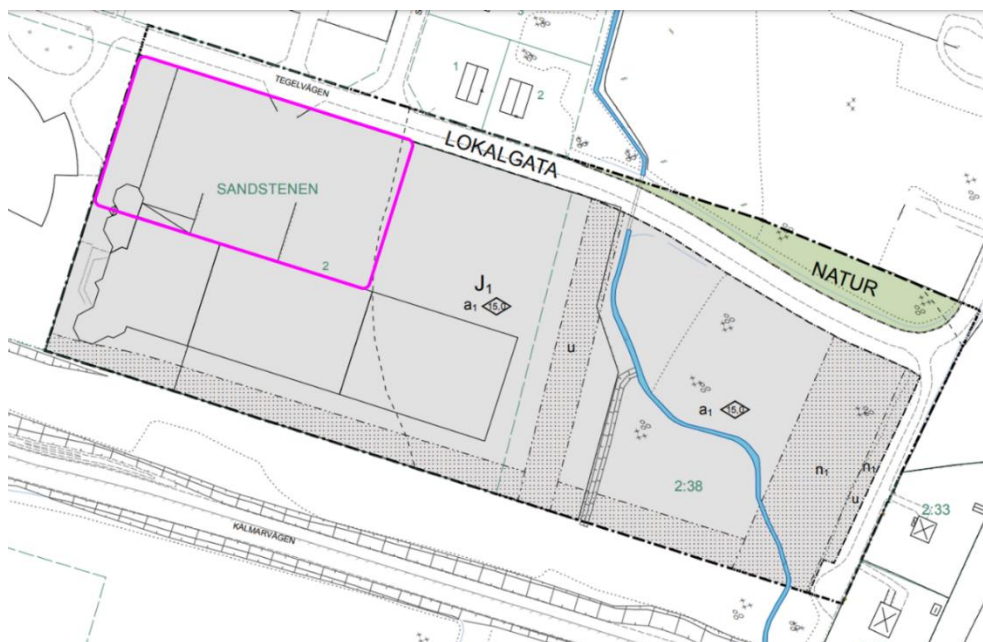 TEGELVÄGEN
1
2
LOKALGATA
SANDSTENEN
NATUR
2
J1
a1 15,0
u
a1 15,0
n1
n1
u
2:38
2:33
KALMARVÄGEN